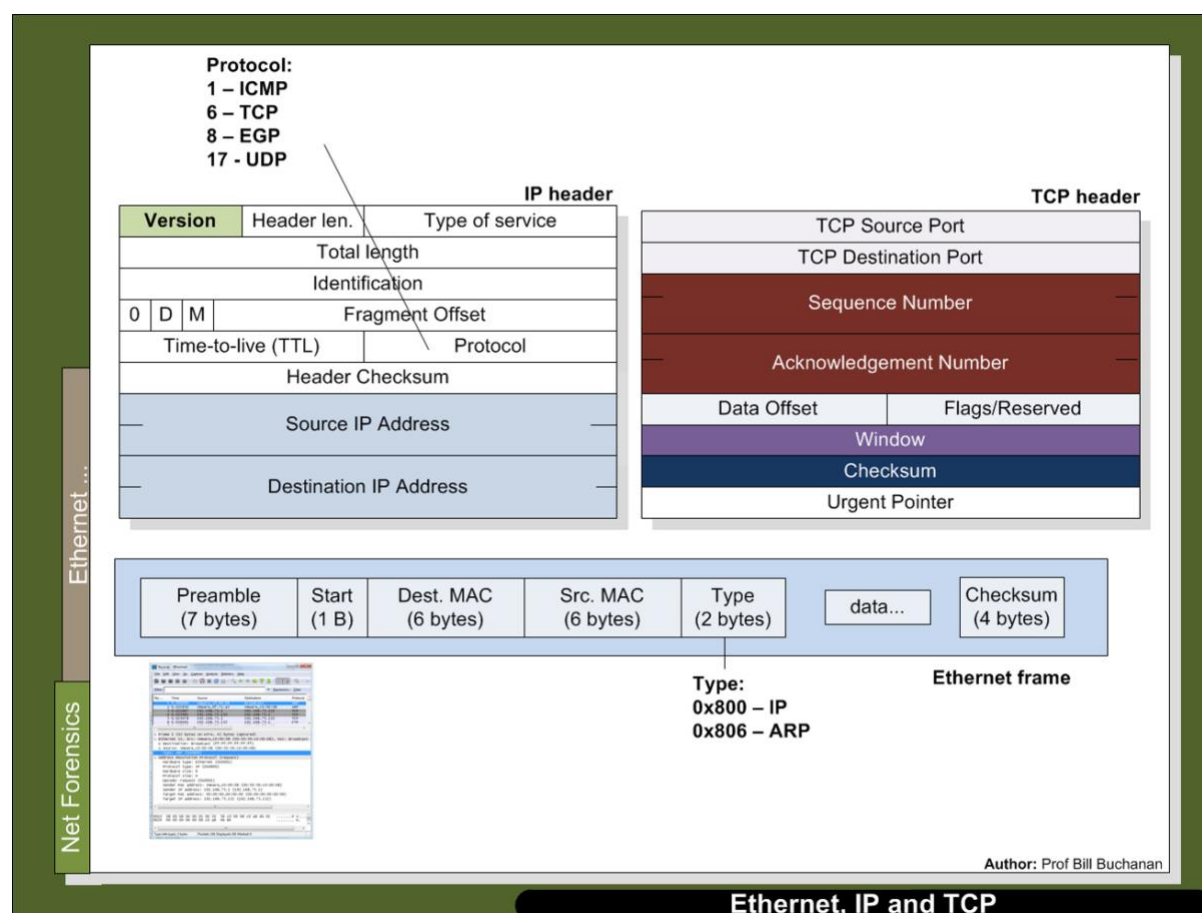 Protocol:
1 – ICMP
6 – TCP
8 – EGP
17 - UDP
IP header
Version Header len. Type of service
Total length
Identification
0 D M Fragment Offset
Time-to-live (TTL) Protocol
Header Checksum
Source IP Address
Destination IP Address
TCP header
TCP Source Port
TCP Destination Port
Sequence Number
Acknowledgement Number
Data Offset Flags/Reserved
Window
Checksum
Urgent Pointer
Preamble
(7 bytes)
Start
(1 B)
Dest. MAC
(6 bytes)
Src. MAC
(6 bytes)
Type
(2 bytes)
data...
Checksum
(4 bytes)
Type:
0x800 – IP
0x806 – ARP
Ethernet frame
Ethernet ...
Net Forensics
Author: Prof Bill Buchanan
Ethernet, IP and TCP